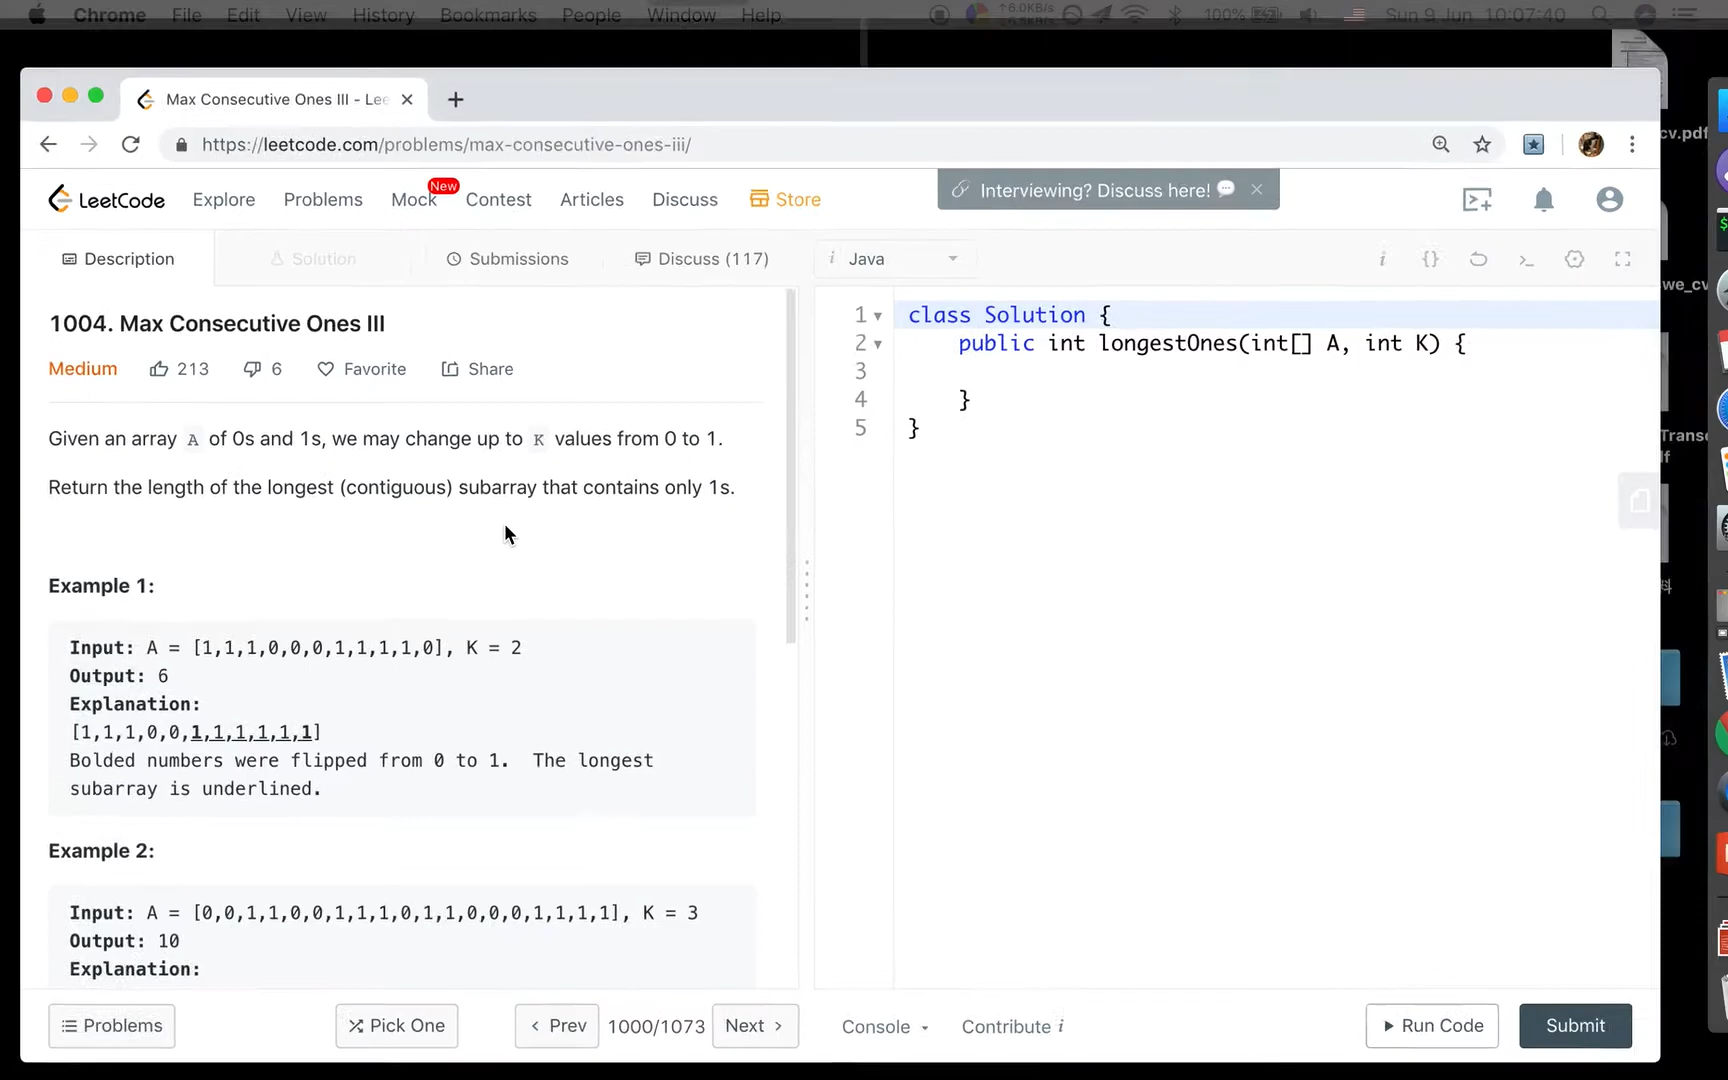 Chrome File Edit View History Bookmarks People Window Help 6.0KB/s 100% Sun 9 Jun 10:07:40
Max Consecutive Ones III - Lee
cv.pdf
https://leetcode.com/problems/max-consecutive-ones-iii/
LeetCode Explore Problems Mock New Contest Articles Discuss Store Interviewing? Discuss here!
Description Solution Submissions Discuss (117) i Java
we_cv
1004. Max Consecutive Ones III
Medium 213 6 Favorite Share
Given an array A of 0s and 1s, we may change up to K values from 0 to 1.
Return the length of the longest (contiguous) subarray that contains only 1s.
Example 1:
Input: A = [1,1,1,0,0,0,1,1,1,1,0], K = 2
Output: 6
Explanation:
[1,1,1,0,0,1,1,1,1,1,1]
Bolded numbers were flipped from 0 to 1. The longest
subarray is underlined.
Example 2:
Input: A = [0,0,1,1,0,0,1,1,1,0,1,1,0,0,0,1,1,1,1], K = 3
Output: 10
Explanation:
1 class Solution {
2 public int longestOnes(int[] A, int K) {
3
4 }
5 }
Transc
Problems Pick One Prev 1000/1073 Next Console Contribute i Run Code Submit